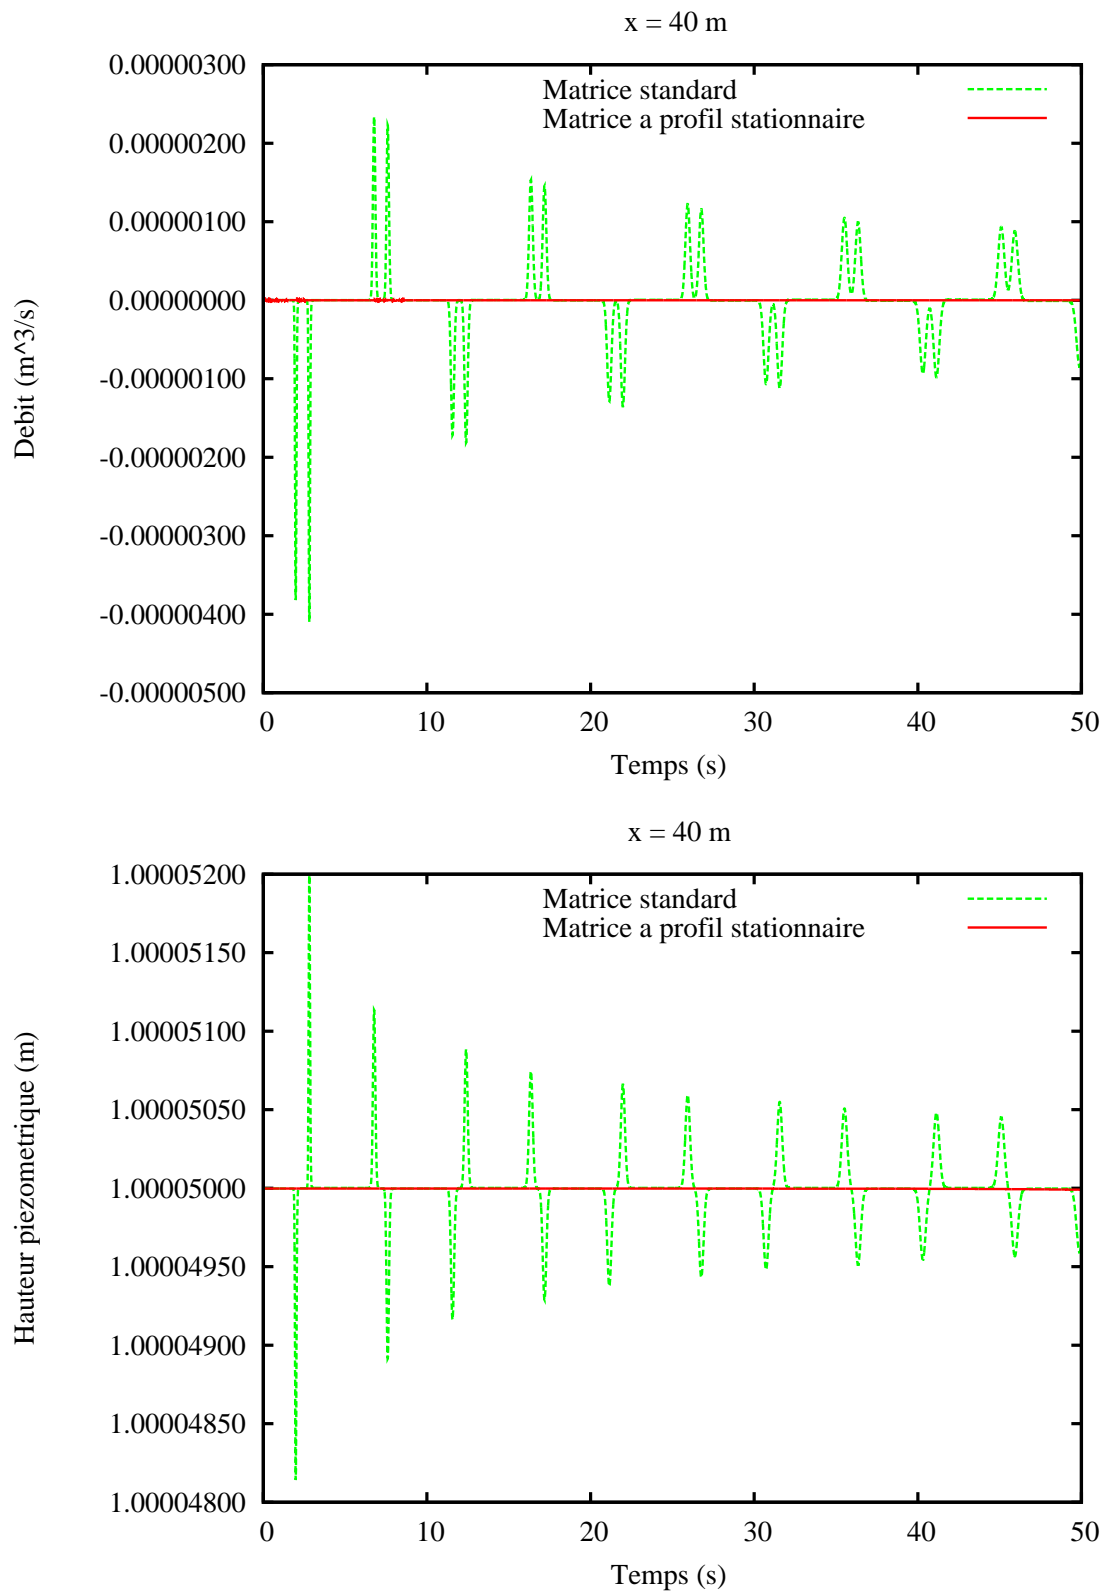 x = 40 m
0.00000300
Matrice standard
Matrice a profil stationnaire
0.00000200
0.00000100
0.00000000
-0.00000100
-0.00000200
-0.00000300
-0.00000400
-0.00000500
Debit (m^3/s)
0 10 20 30 40 50
Temps (s)
x = 40 m
1.00005200
Matrice standard
Matrice a profil stationnaire
1.00005150
1.00005100
1.00005050
1.00005000
1.00004950
1.00004900
1.00004850
1.00004800
Hauteur piezometrique (m)
0 10 20 30 40 50
Temps (s)